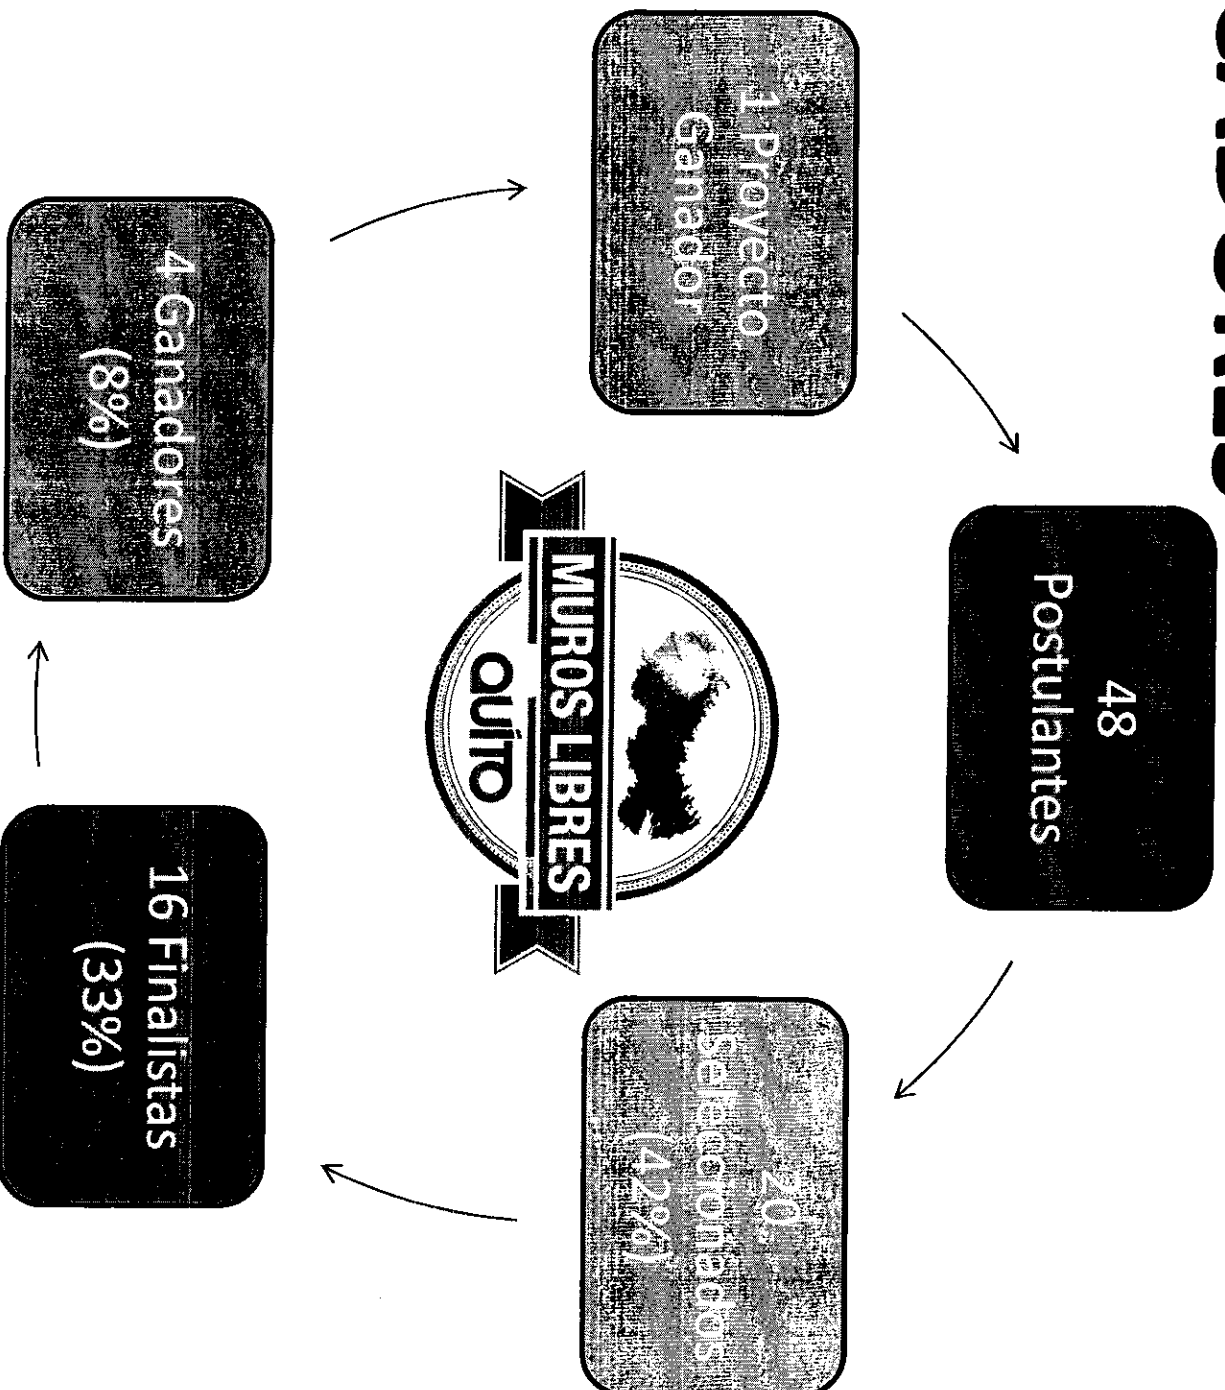 48
Postulantes
20
Seleccionados
(42%)
16 Finalistas
(33%)
4 Ganadores
(8%)
1 Proyecto
Ganador
MUROS LIBRES
QUITO